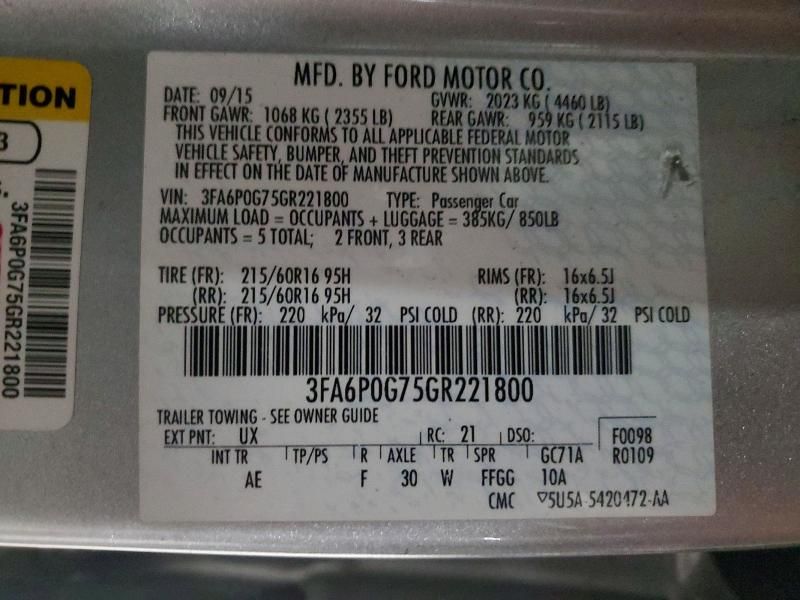 MFD. BY FORD MOTOR CO.
DATE: 09/15 GVWR: 2023 KG ( 4460 LB)
FRONT GAWR: 1068 KG ( 2355 LB) REAR GAWR: 959 KG ( 2115 LB)
THIS VEHICLE CONFORMS TO ALL APPLICABLE FEDERAL MOTOR
VEHICLE SAFETY, BUMPER, AND THEFT PREVENTION STANDARDS
IN EFFECT ON THE DATE OF MANUFACTURE SHOWN ABOVE.
VIN: 3FA6P0G75GR221800 TYPE: Passenger Car
MAXIMUM LOAD = OCCUPANTS + LUGGAGE = 385KG/ 850LB
OCCUPANTS = 5 TOTAL; 2 FRONT, 3 REAR
TIRE (FR): 215/60R16 95H RIMS (FR): 16x6.5J
(RR): 215/60R16 95H (RR): 16x6.5J
PRESSURE (FR): 220 kPa/ 32 PSI COLD (RR): 220 kPa/ 32 PSI COLD
3FA6P0G75GR221800
TRAILER TOWING - SEE OWNER GUIDE
EXT PNT: UX RC: 21 DSO: F0098
INT TR TP/PS R AXLE TR SPR GC71A R0109
AE F 30 W FFGG 10A
CMC ▽5U5A-5420472-AA
TION
3
3FA6P0G75GR221800